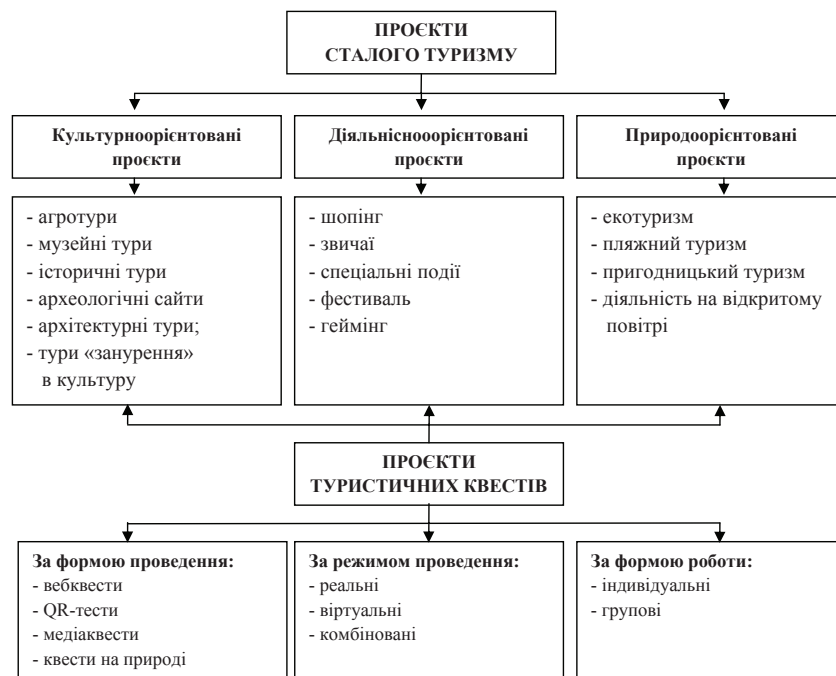 ПРОЄКТИ
СТАЛОГО ТУРИЗМУ
Культурноорієнтовані
проєкти
Діяльніснооорієнтовані
проєкти
Природоорієнтовані
проєкти
- агротури
- музейні тури
- історичні тури
- археологічні сайти
- архітектурні тури;
- тури «занурення»
в культуру
- шопінг
- звичаї
- спеціальні події
- фестиваль
- геймінг
- екотуризм
- пляжний туризм
- пригодницький туризм
- діяльність на відкритому
повітрі
ПРОЄКТИ
ТУРИСТИЧНИХ КВЕСТІВ
За формою проведення:
- вебквести
- QR-тести
- медіаквести
- квести на природі
За режимом проведення:
- реальні
- віртуальні
- комбіновані
За формою роботи:
- індивідуальні
- групові